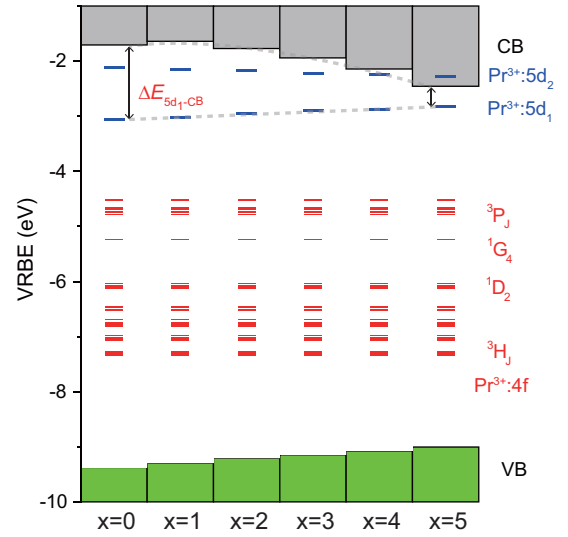 CB
-2
Pr³⁺:5d₂
ΔE₅d₁-CB
Pr³⁺:5d₁
-4
³P_J
¹G₄
VRBE (eV)
-6
¹D₂
³H_J
Pr³⁺:4f
-8
VB
-10
x=0 x=1 x=2 x=3 x=4 x=5